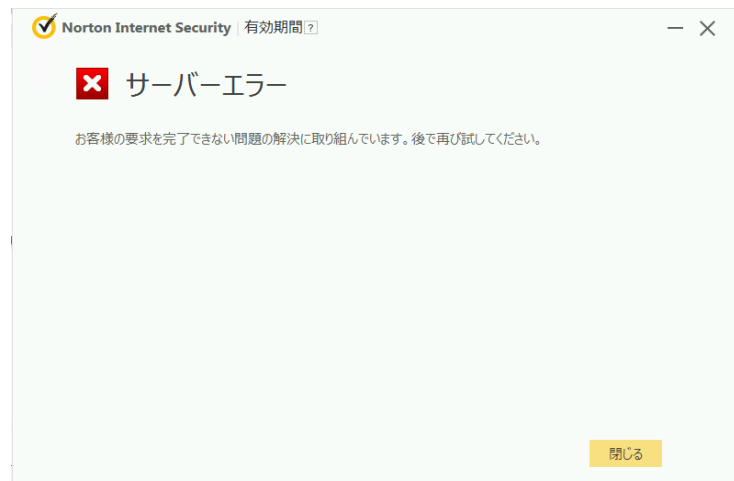 Norton Internet Security 有効期間 ?
サーバーエラー
お客様の要求を完了できない問題の解決に取り組んでいます。後で再び試してください。
閉じる